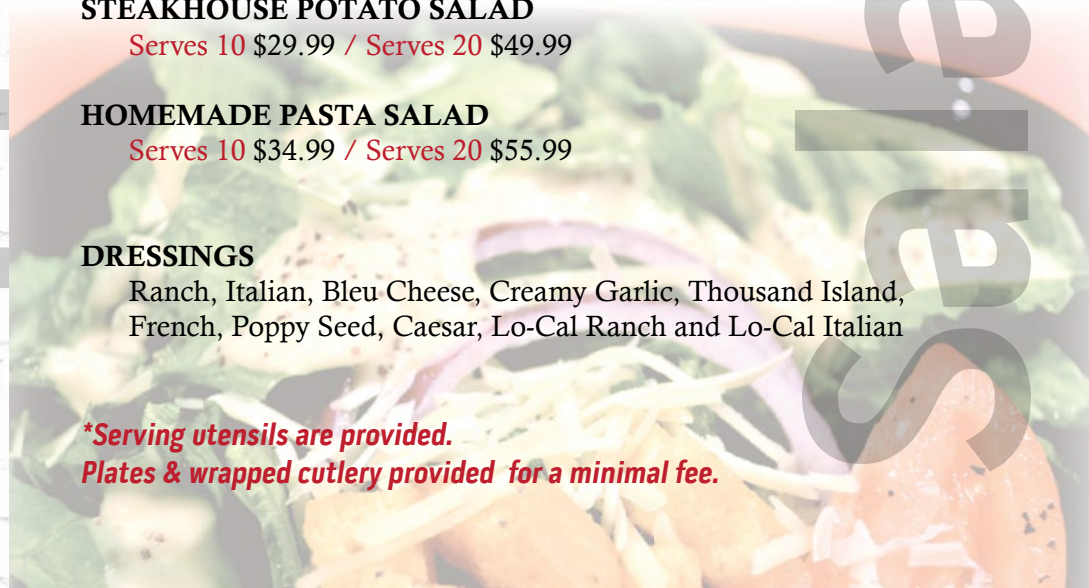 STEAKHOUSE POTATO SALAD
Serves 10 $29.99 / Serves 20 $49.99
HOMEMADE PASTA SALAD
Serves 10 $34.99 / Serves 20 $55.99
DRESSINGS
Ranch, Italian, Bleu Cheese, Creamy Garlic, Thousand Island,
French, Poppy Seed, Caesar, Lo-Cal Ranch and Lo-Cal Italian
*Serving utensils are provided.
Plates & wrapped cutlery provided for a minimal fee.
Sala